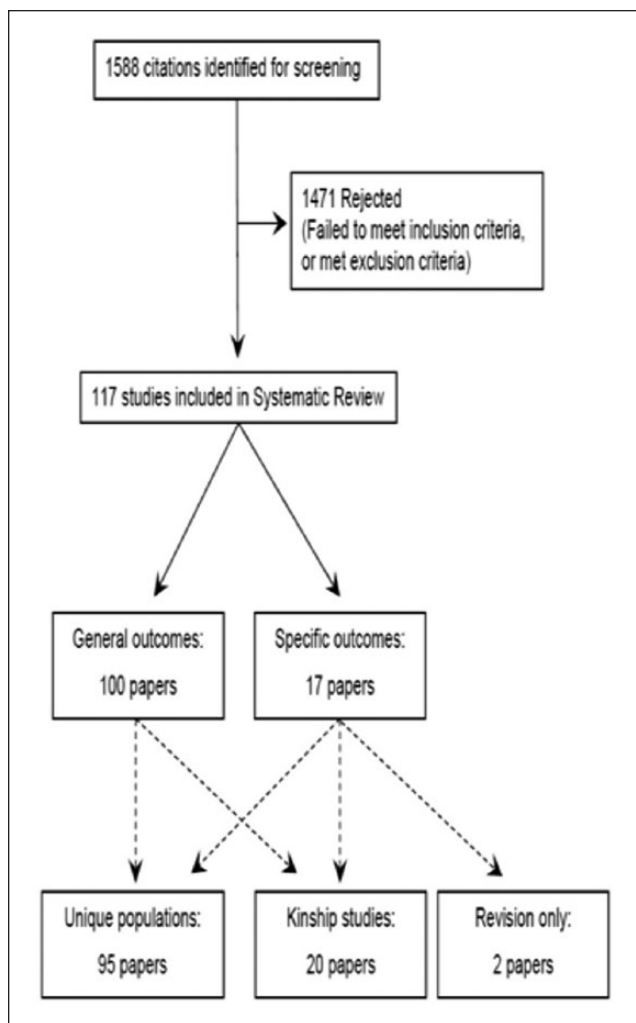 1588 citations identified for screening
1471 Rejected
(Failed to meet inclusion criteria,
or met exclusion criteria)
117 studies included in Systematic Review
General outcomes:
100 papers
Specific outcomes:
17 papers
Unique populations:
95 papers
Kinship studies:
20 papers
Revision only:
2 papers